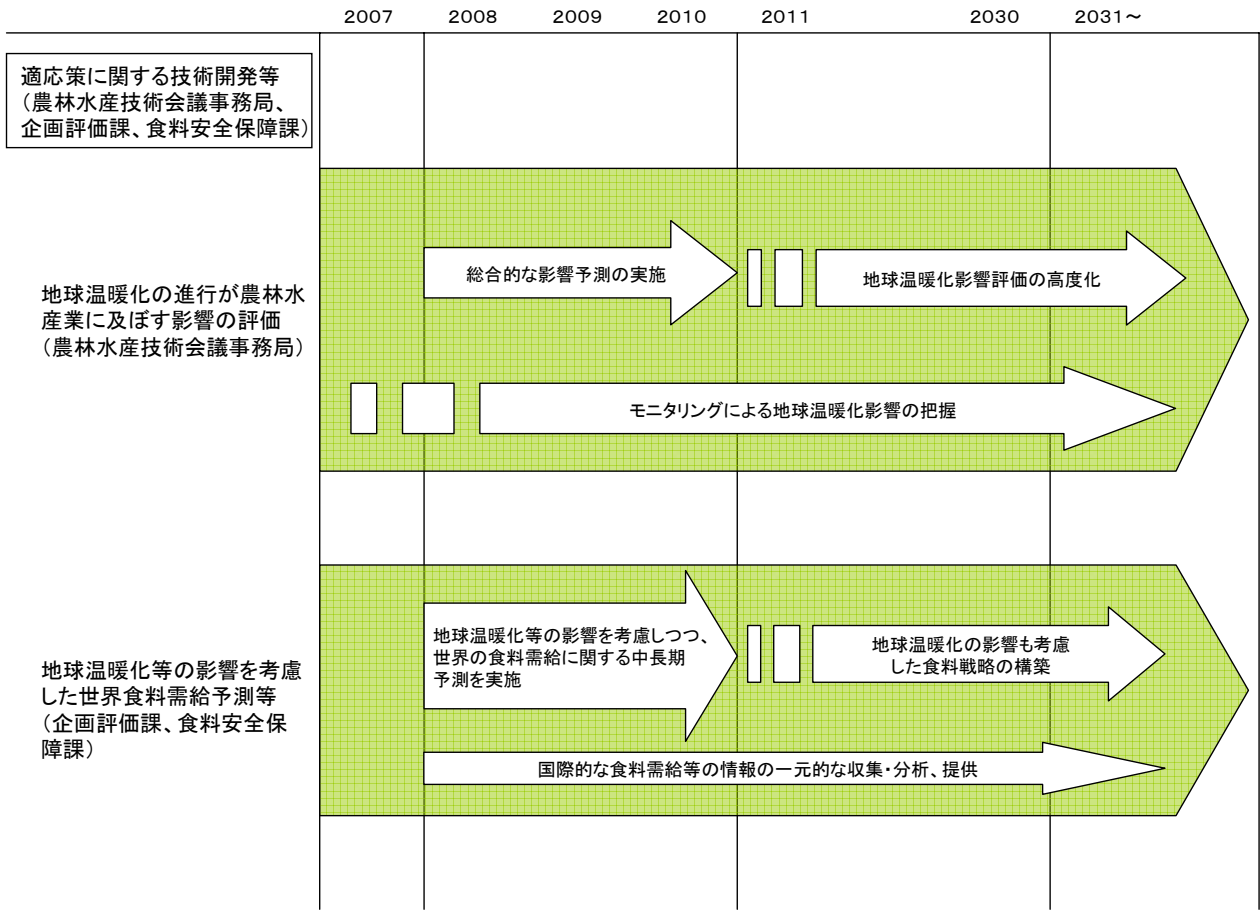 2007 2008 2009 2010 2011 2030 2031～
適応策に関する技術開発等
（農林水産技術会議事務局、
企画評価課、食料安全保障課）
地球温暖化の進行が農林水
産業に及ぼす影響の評価
（農林水産技術会議事務局）
総合的な影響予測の実施
地球温暖化影響評価の高度化
モニタリングによる地球温暖化影響の把握
地球温暖化等の影響を考慮
した世界食料需給予測等
（企画評価課、食料安全保
障課）
地球温暖化等の影響を考慮しつつ、
世界の食料需給に関する中長期
予測を実施
地球温暖化の影響も考慮
した食料戦略の構築
国際的な食料需給等の情報の一元的な収集・分析、提供